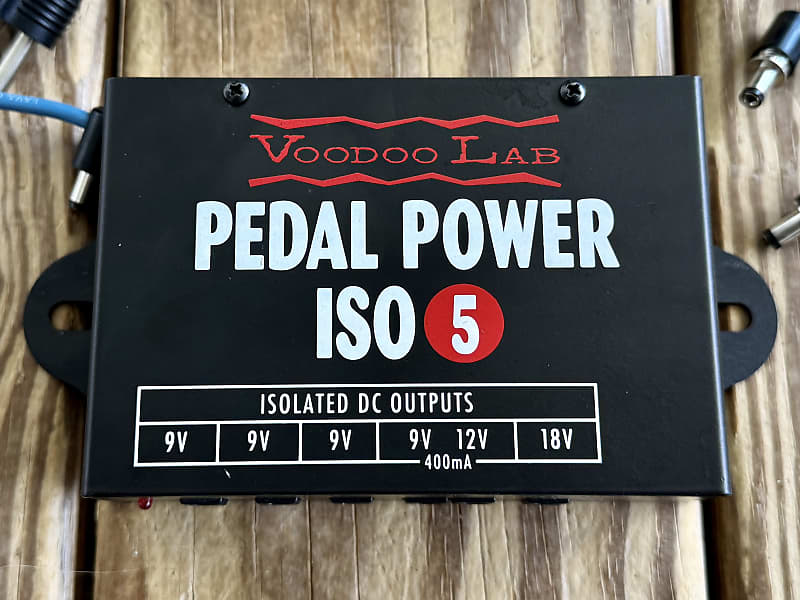 VOODOO LAB
PEDAL POWER
ISO 5
ISOLATED DC OUTPUTS
9V 9V 9V 9V 12V 18V
400mA